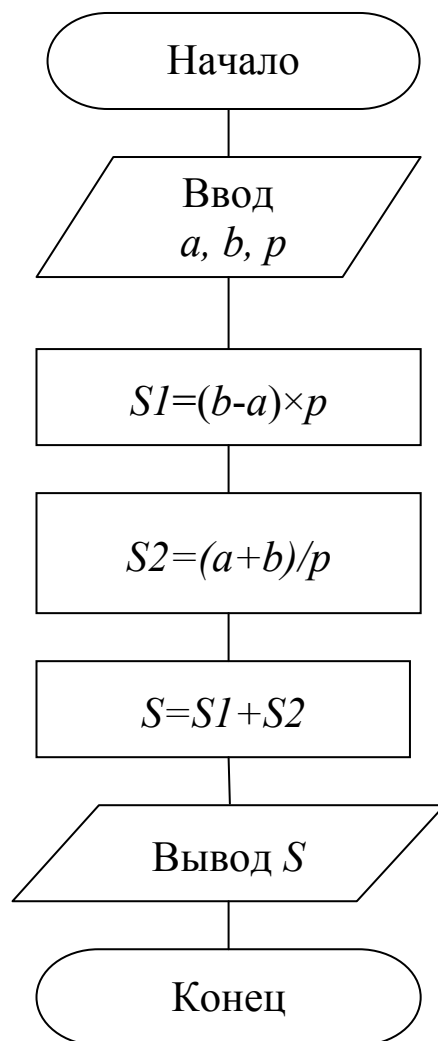 Начало
Ввод
a, b, p
S1=(b-a)×p
S2=(a+b)/p
S=S1+S2
Вывод S
Конец